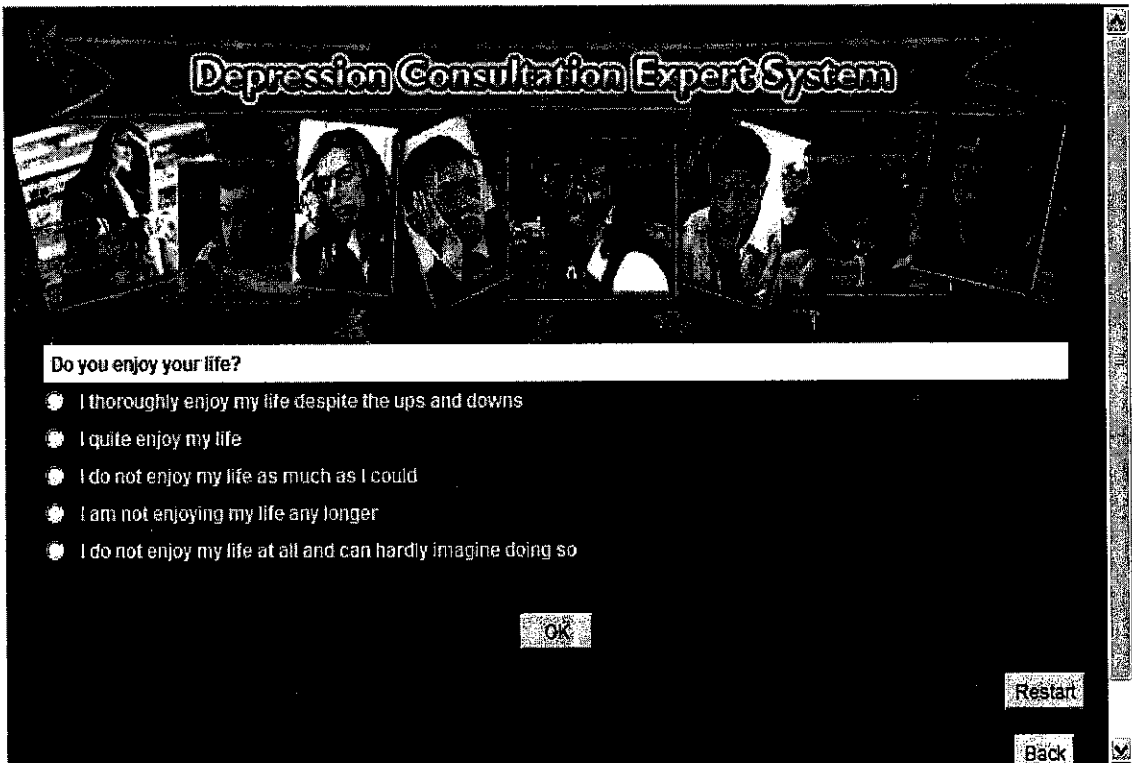 Depression Consultation Expert System
Do you enjoy your life?
I thoroughly enjoy my life despite the ups and downs
I quite enjoy my life
I do not enjoy my life as much as I could
I am not enjoying my life any longer
I do not enjoy my life at all and can hardly imagine doing so
OK
Restart
Back